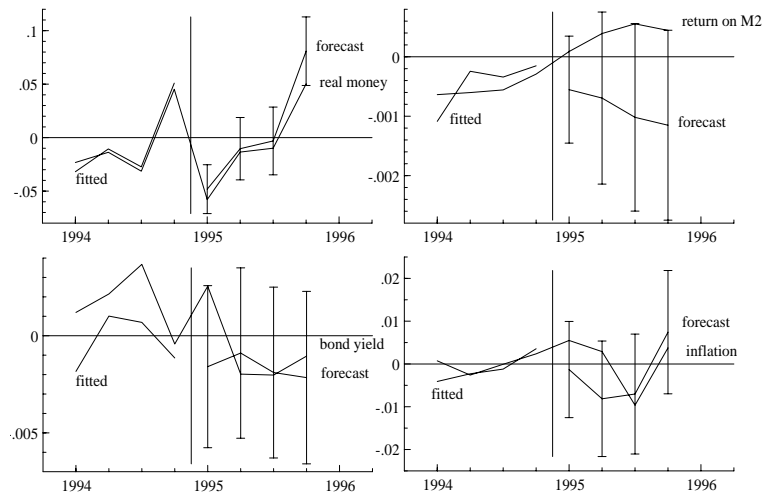 .1
forecast
real money
.05
0
-.05
fitted
1994
1995
1996
return on M2
0
-.001
fitted
forecast
-.002
1994
1995
1996
0
bond yield
forecast
fitted
.005
1994
1995
1996
.02
.01
forecast
inflation
0
fitted
-.01
-.02
1994
1995
1996